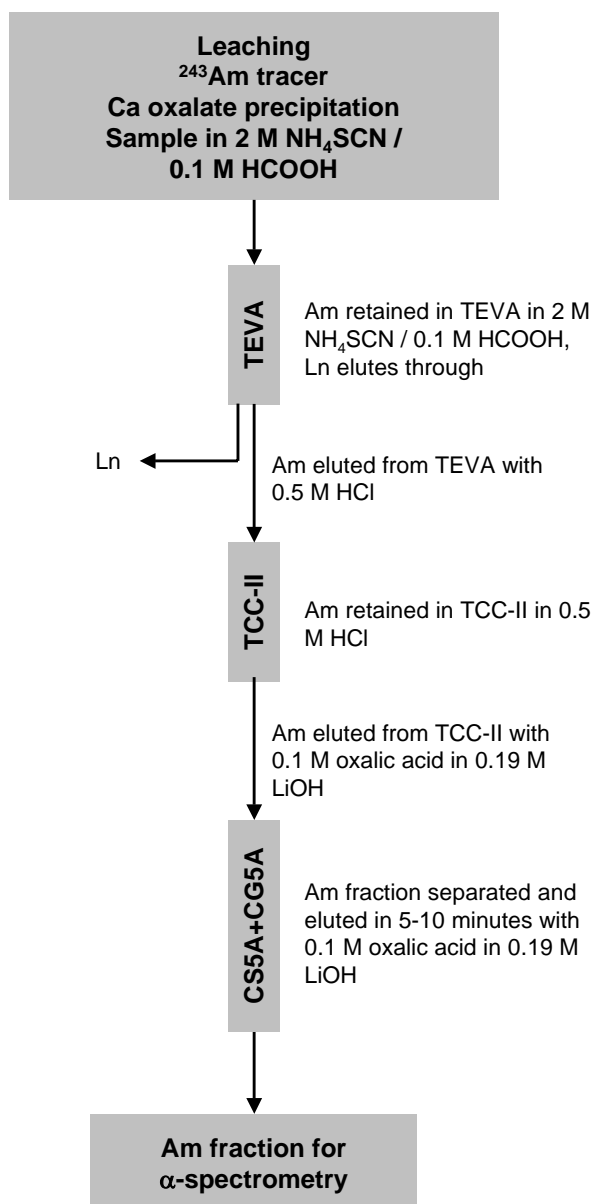 Leaching
²⁴³Am tracer
Ca oxalate precipitation
Sample in 2 M NH₄SCN /
0.1 M HCOOH
TEVA
Am retained in TEVA in 2 M
NH₄SCN / 0.1 M HCOOH,
Ln elutes through
Ln
Am eluted from TEVA with
0.5 M HCl
TCC-II
Am retained in TCC-II in 0.5
M HCl
Am eluted from TCC-II with
0.1 M oxalic acid in 0.19 M
LiOH
CS5A+CG5A
Am fraction separated and
eluted in 5-10 minutes with
0.1 M oxalic acid in 0.19 M
LiOH
Am fraction for
α-spectrometry